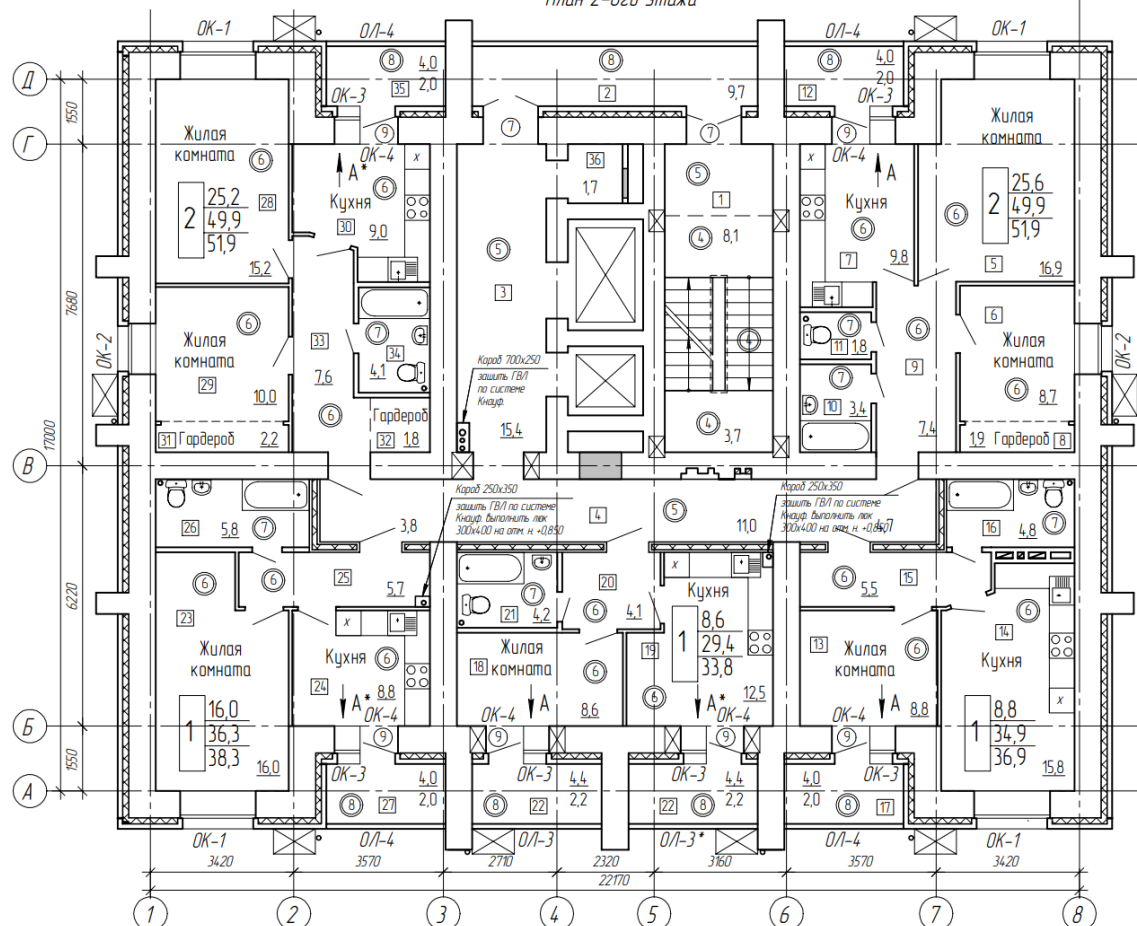 План 2-ого этажа
ОК-1
ОЛ-4
ОЛ-4
ОК-1
Д
8
4,0
35
2,0
8
2
9,7
8
12
4,0
2,0
ОК-3
ОК-3
1550
7
7
9
9
Г
ОК-4
ОК-4
Жилая
комната
6
2
25,2
49,9
51,9
28
15,2
А*
6
Кухня
30
9,0
x
36
1,7
5
1
4
8,1
x
А
Кухня
6
7
9,8
6
Жилая
комната
2
25,6
49,9
51,9
5
16,9
5
3
7680
17000
ОК-2
6
Жилая
комната
29
10,0
31
Гардероб
2,2
33
7,6
6
7
34
4,1
Гардероб
32
1,8
Короб 700х250
зашить ГВЛ
по системе
Кнауф.
15,4
4
4
3,7
7
11
1,8
7
10
3,4
6
9
7,4
6
Жилая
комната
6
8,7
1,9
Гардероб
8
ОК-2
В
26
5,8
7
3,8
Короб 250х350
зашить ГВЛ по системе
Кнауф. Выполнить люк
300х400 на отм. н. +0,850
4
5
11,0
Короб 250х350
зашить ГВЛ по системе
Кнауф. Выполнить люк
300х400 на отм. н. +0,850
4,7
16
4,8
7
6220
6
6
25
5,7
21
7
4,2
20
6
4,1
x
Кухня
6
15
5,5
23
Жилая
комната
1
16,0
36,3
38,3
16,0
x
Кухня
6
24
8,8
А*
18
Жилая
комната
6
8,6
А
19
1
8,6
29,4
33,8
6
12,5
А*
13
Жилая
комната
6
8,8
А
6
14
Кухня
x
1
8,8
34,9
36,9
15,8
Б
ОК-4
ОК-4
ОК-4
ОК-4
9
9
9
9
1550
ОК-3
ОК-3
ОК-3
ОК-3
А
8
27
4,0
2,0
8
22
4,4
2,2
22
8
4,4
2,2
4,0
2,0
8
17
ОК-1
ОЛ-4
ОЛ-3
ОЛ-3*
ОЛ-4
ОК-1
3420
3570
2710
2320
3160
3570
3420
22170
1
2
3
4
5
6
7
8